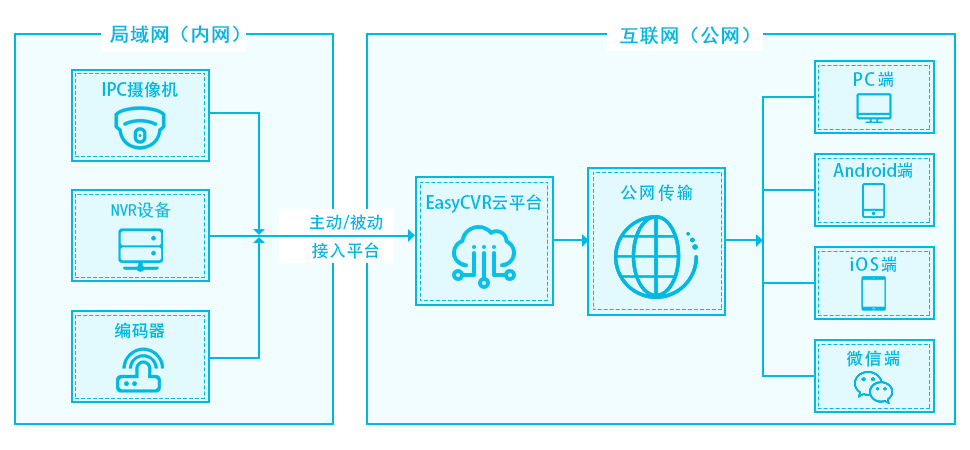 局域网（内网）
IPC摄像机
NVR设备
编码器
主动/被动
接入平台
互联网（公网）
EasyCVR云平台
公网传输
PC端
Android端
iOS端
微信端